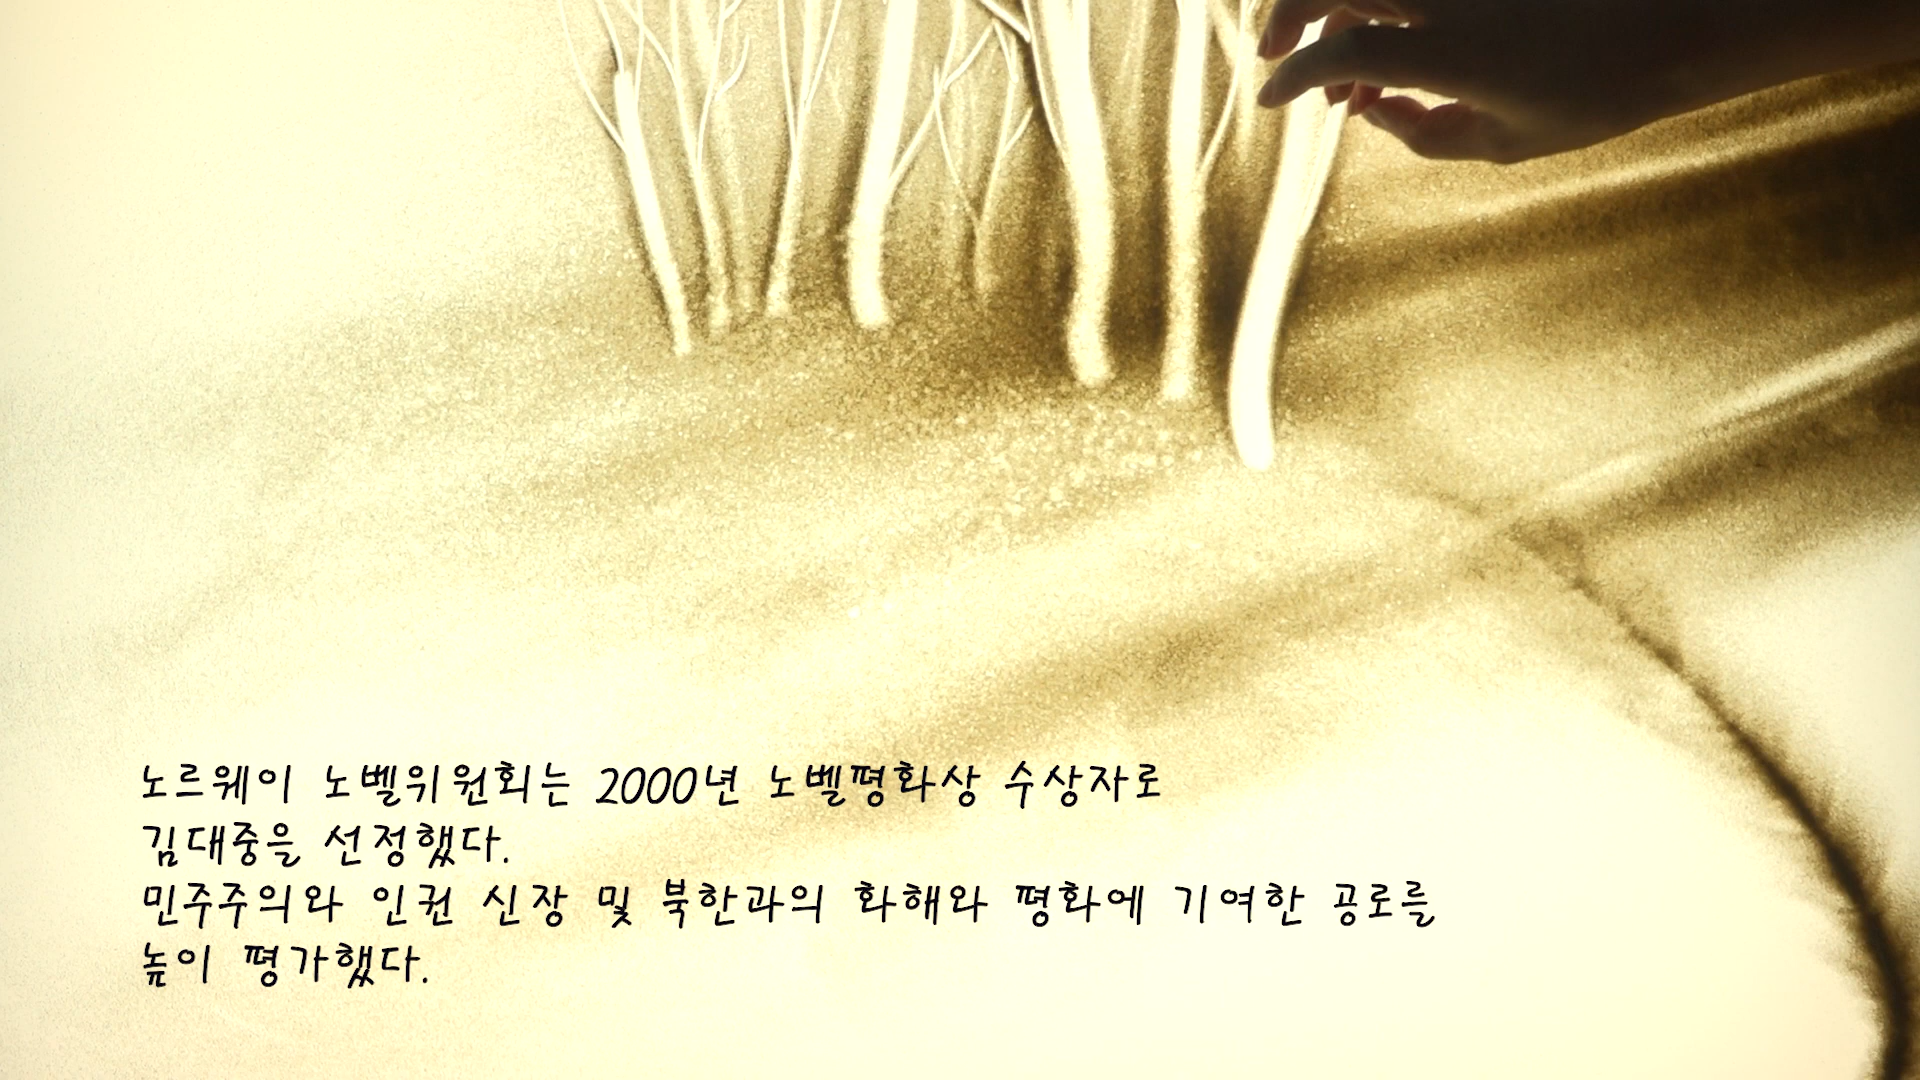 노르웨이 노벨위원회는 2000년 노벨평화상 수상자로
김대중을 선정했다.
민주주의와 인권 신장 및 북한과의 화해와 평화에 기여한 공로를
높이 평가했다.